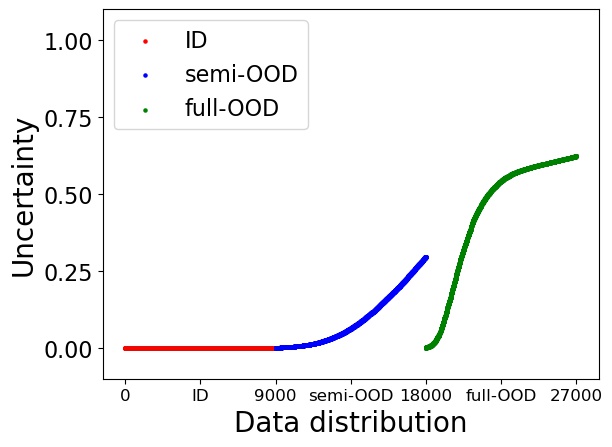 1.00
0.75
0.50
0.25
0.00
Uncertainty
ID
semi-OOD
full-OOD
0 ID 9000 semi-OOD 18000 full-OOD 27000
Data distribution